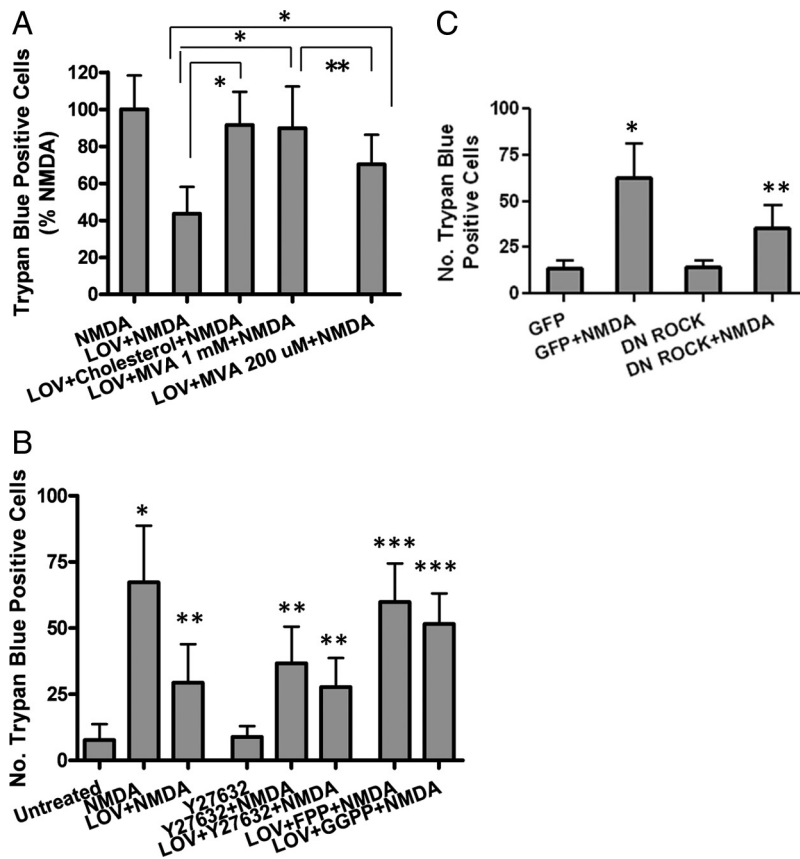 A
Trypan Blue Positive Cells
(% NMDA)
120
100
80
60
40
20
0
*
*
*
**
NMDA
LOV+NMDA
LOV+Cholesterol+NMDA
LOV+MVA 1 mM+NMDA
LOV+MVA 200 uM+NMDA
C
No. Trypan Blue
Positive Cells
100
75
50
25
0
*
**
GFP
GFP+NMDA
DN ROCK
DN ROCK+NMDA
B
No. Trypan Blue Positive Cells
100
75
50
25
0
*
**
**
**
***
***
Untreated
NMDA
LOV+NMDA
Y27632
Y27632+NMDA
LOV+Y27632+NMDA
LOV+FPP+NMDA
LOV+GGPP+NMDA